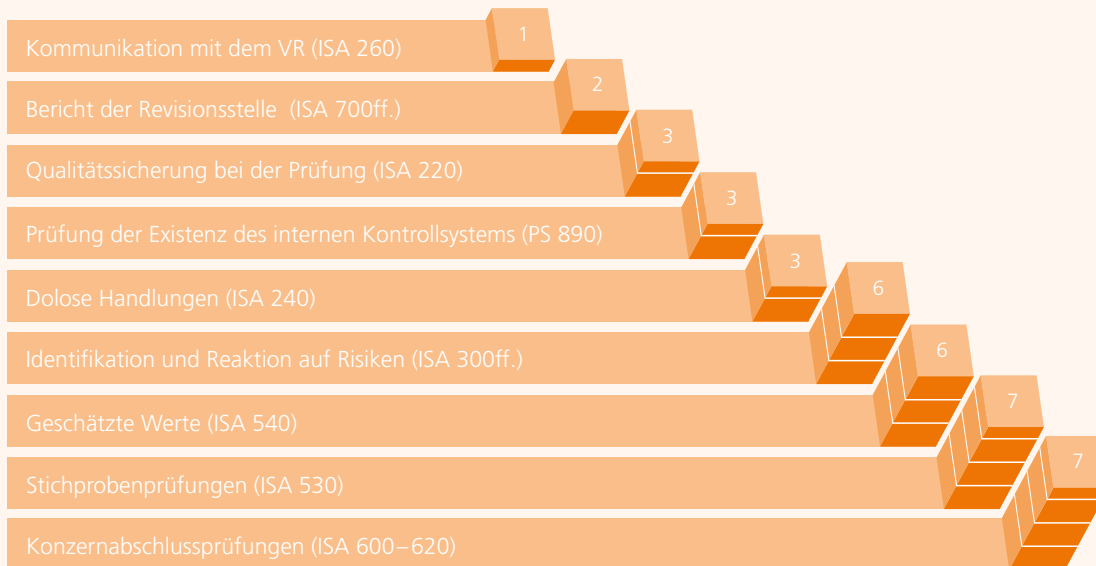 1
Kommunikation mit dem VR (ISA 260)
2
Bericht der Revisionsstelle (ISA 700ff.)
3
Qualitätssicherung bei der Prüfung (ISA 220)
3
Prüfung der Existenz des internen Kontrollsystems (PS 890)
3
Dolose Handlungen (ISA 240)
6
Identifikation und Reaktion auf Risiken (ISA 300ff.)
6
Geschätzte Werte (ISA 540)
7
Stichprobenprüfungen (ISA 530)
7
Konzernabschlussprüfungen (ISA 600–620)